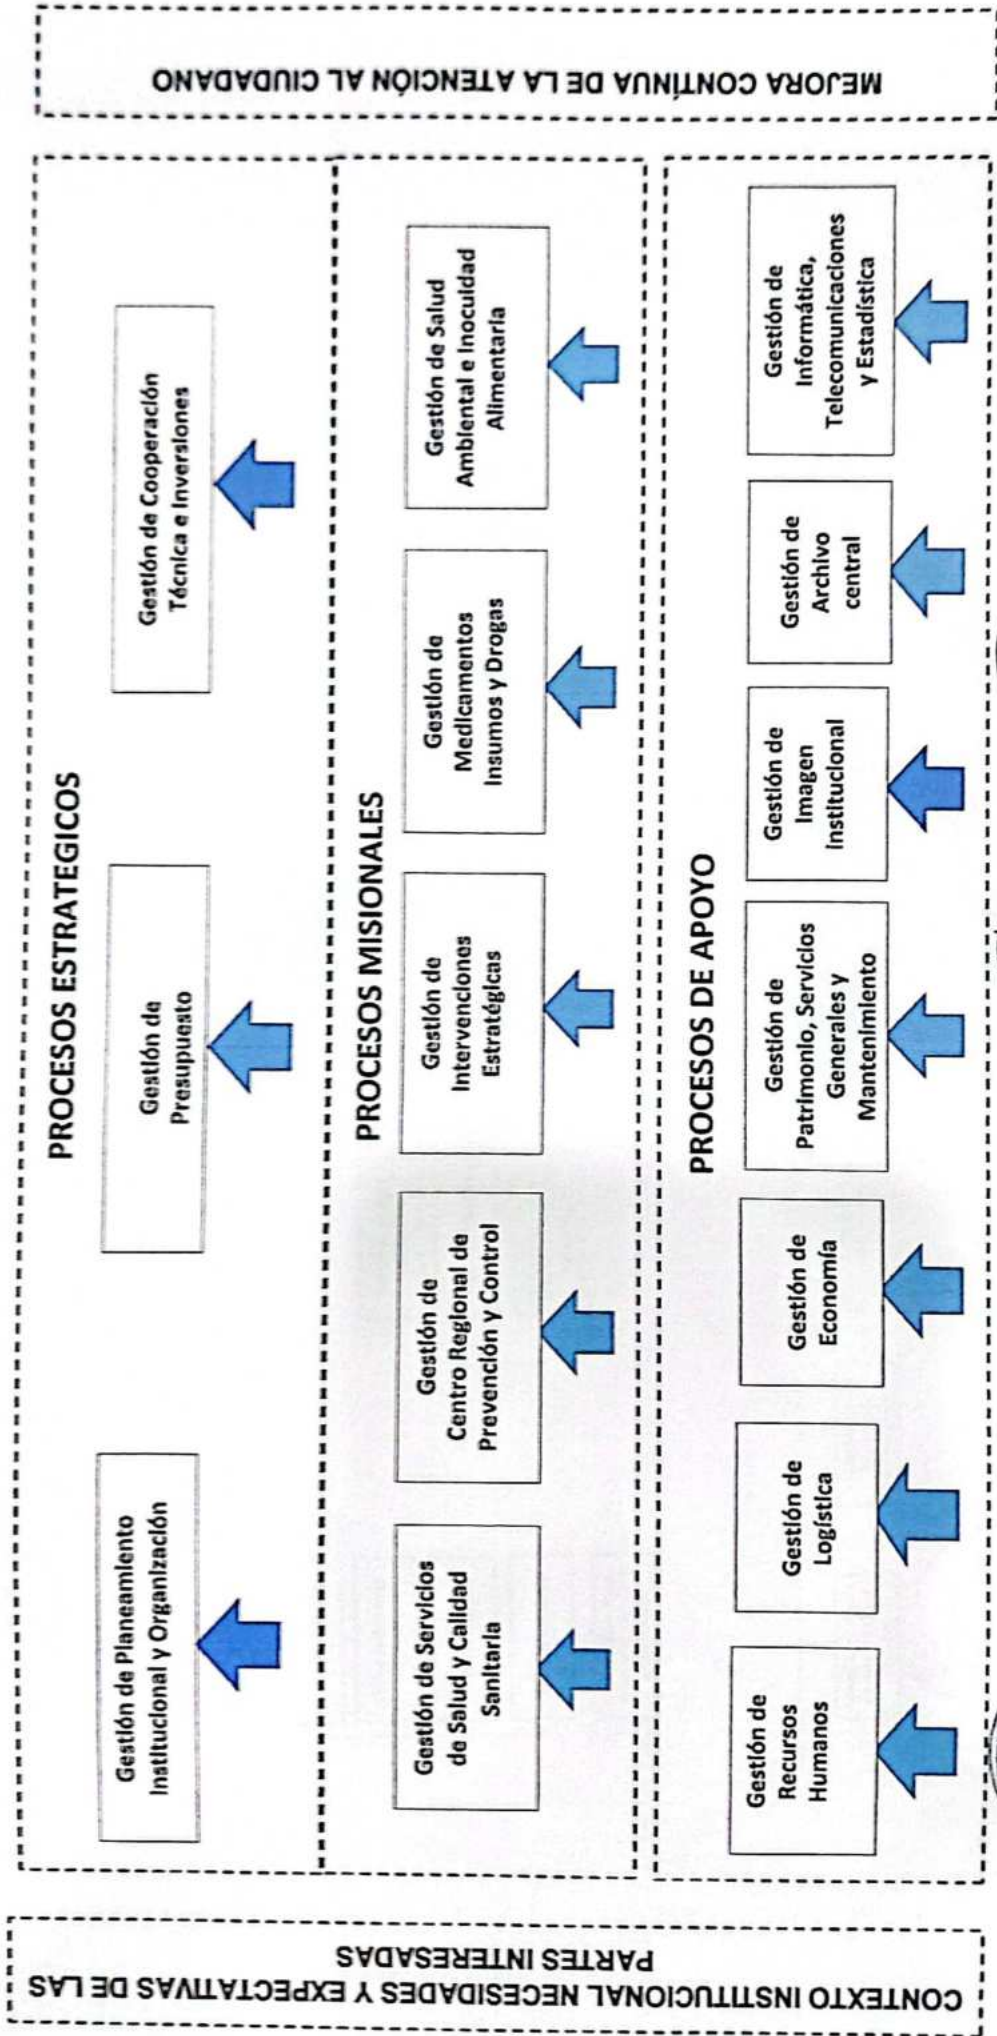 CONTEXTO INSTITUCIONAL NECESIDADES Y EXPECTATIVAS DE LAS
PARTES INTERESADAS
PROCESOS ESTRATEGICOS
Gestión de Planeamiento
Institucional y Organización
Gestión de
Presupuesto
Gestión de Cooperación
Técnica e Inversiones
PROCESOS MISIONALES
Gestión de Servicios
de Salud y Calidad
Sanitaria
Gestión de
Centro Regional de
Prevención y Control
Gestión de
Intervenciones
Estratégicas
Gestión de
Medicamentos
Insumos y Drogas
Gestión de Salud
Ambiental e Inocuidad
Alimentaria
PROCESOS DE APOYO
Gestión de
Recursos
Humanos
Gestión de
Logística
Gestión de
Economía
Gestión de
Patrimonio, Servicios
Generales y
Mantenimiento
Gestión de
Imagen
Institucional
Gestión de
Archivo
central
Gestión de
Informática,
Telecomunicaciones
y Estadística
MEJORA CONTÍNUA DE LA ATENCIÓN AL CIUDADANO